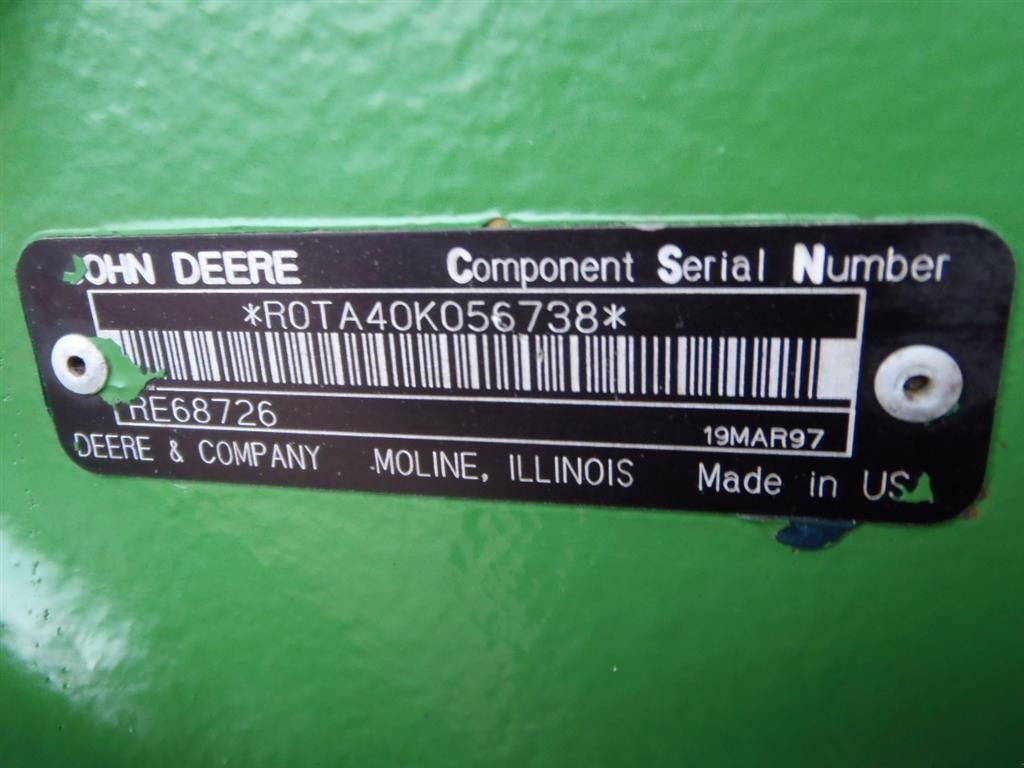 JOHN DEERE Component Serial Number
*R0TA40K056738*
RE68726 19MAR97
DEERE & COMPANY MOLINE, ILLINOIS Made in USA